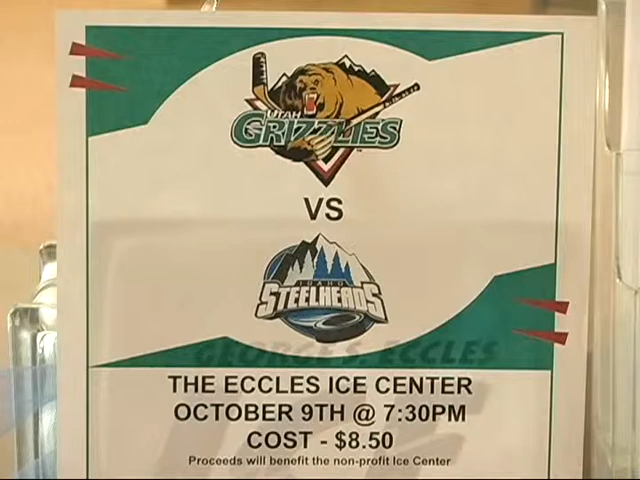 UTAH
GRIZZLIES
VS
IDAHO
STEELHEADS
GEORGE S. ECCLES
THE ECCLES ICE CENTER
OCTOBER 9TH @ 7:30PM
COST - $8.50
Proceeds will benefit the non-profit Ice Center